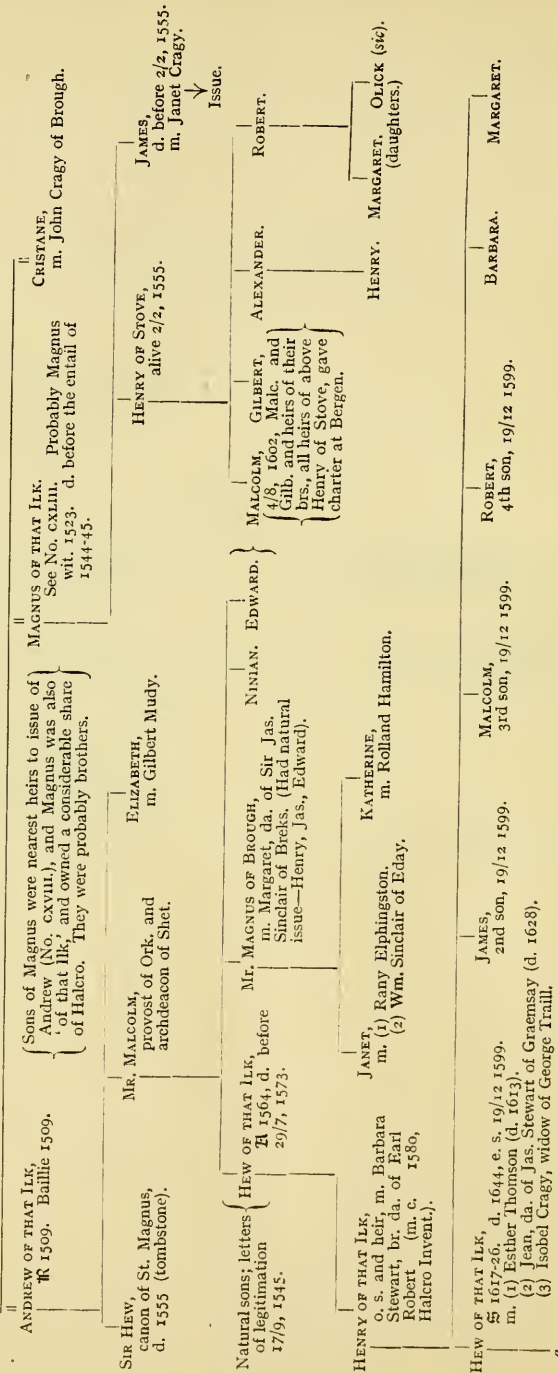 ANDREW OF THAT ILK,
1509. Baillie 1509.
Sons of Magnus were nearest heirs to issue of
Andrew (No. CXVIII.), and Magnus was also
' of that Ilk,' and owned a considerable share
of Halcro. They were probably brothers.
MAGNUS OF THAT ILK.
See No. CXLIII. Probably Magnus
wit. 1523. d. before the entail of
1544-45.
CRISTANE,
m. John Cragy of Brough.
SIR HEW,
canon of St. Magnus,
d. 1555 (tombstone).
MR. MALCOLM,
provost of Ork. and
archdeacon of Shet.
ELIZABETH,
m. Gilbert Mudy.
HENRY OF STOVE,
alive 2/2, 1555.
JAMES,
d. before 2/2, 1555.
m. Janet Cragy.
Issue.
Natural sons; letters
of legitimation
17/9, 1545.
HEW OF THAT ILK,
1564, d. before
29/7, 1573.
Mr. MAGNUS OF BROUGH,
m. Margaret, da. of Sir Jas.
Sinclair of Breks. (Had natural
issue—Henry, Jas., Edward).
NINIAN.
EDWARD.
MALCOLM, GILBERT,
4/8, 1602, Malc. and
Gilb. and heirs of their
brs., all heirs of above
Henry of Stove, gave
charter at Bergen.
ALEXANDER.
ROBERT.
HENRY OF THAT ILK,
o. s. and heir, m. Barbara
Stewart, br. da. of Earl
Robert (m. c. 1580,
Halcro Invent.).
JANET,
m. (1) Rany Elphingston.
(2) Wm. Sinclair of Eday.
KATHERINE,
m. Rolland Hamilton.
HENRY.
MARGARET. OLICK (sic).
(daughters.)
HEW OF THAT ILK,
1617-26. d. 1644, e. s. 19/12 1599.
m. (1) Esther Thomson (d. 1613).
(2) Jean, da. of Jas. Stewart of Graemsay (d. 1628).
(3) Isobel Cragy, widow of George Traill.
JAMES,
2nd son, 19/12 1599.
MALCOLM,
3rd son, 19/12 1599.
ROBERT,
4th son, 19/12 1599.
BARBARA.
MARGARET.
a